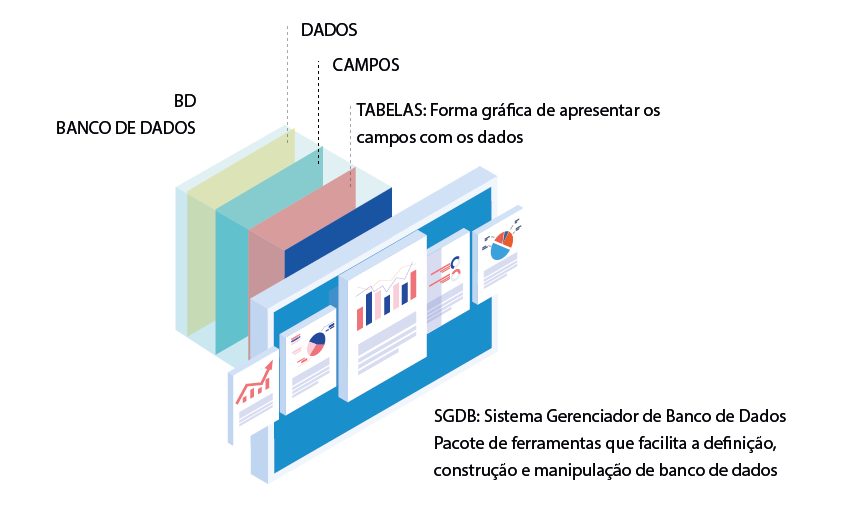 DADOS
CAMPOS
BD
BANCO DE DADOS
TABELAS: Forma gráfica de apresentar os
campos com os dados
SGDB: Sistema Gerenciador de Banco de Dados
Pacote de ferramentas que facilita a definição,
construção e manipulação de banco de dados